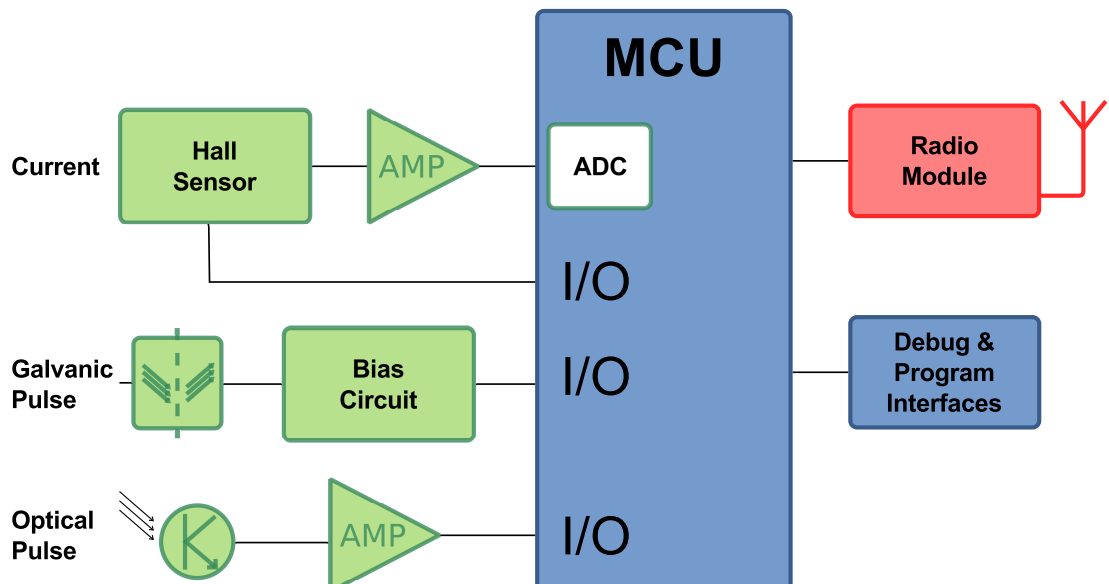 MCU
Current
Hall
Sensor
AMP
ADC
Radio
Module
I/O
Galvanic
Pulse
Bias
Circuit
I/O
Debug &
Program
Interfaces
Optical
Pulse
AMP
I/O